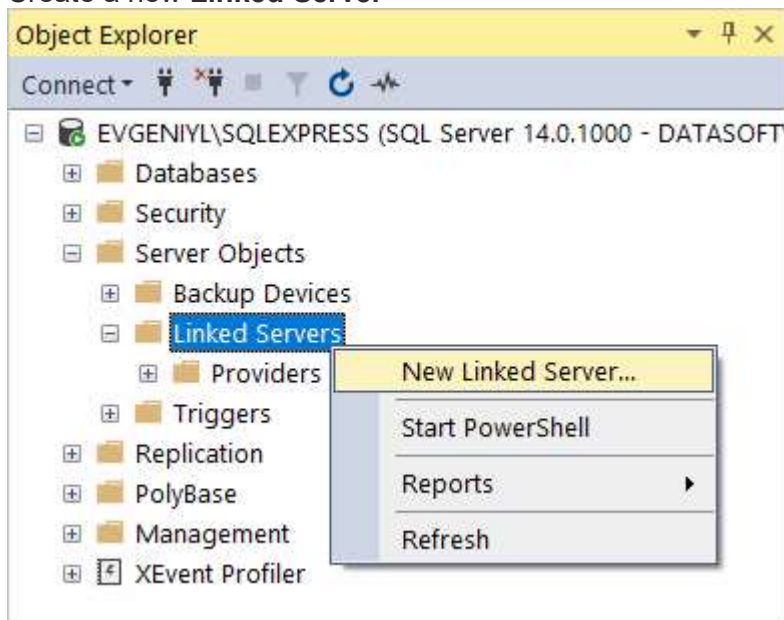 Create a new Linked Server
Object Explorer
Connect
EVGENIYL\SQLEXPRESS (SQL Server 14.0.1000 - DATASOFT
Databases
Security
Server Objects
Backup Devices
Linked Servers
Providers
New Linked Server...
Triggers
Start PowerShell
Replication
Reports
PolyBase
Management
Refresh
XEvent Profiler